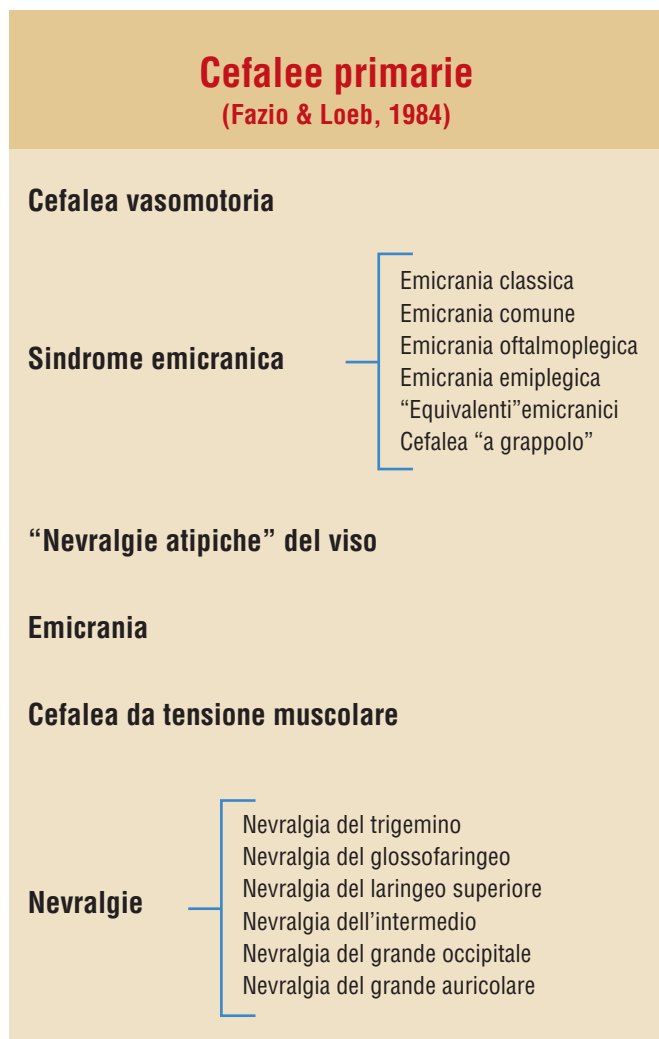 Cefalee primarie
(Fazio & Loeb, 1984)
Cefalea vasomotoria
Sindrome emicranica
Emicrania classica
Emicrania comune
Emicrania oftalmoplegica
Emicrania emiplegica
“Equivalenti”emicranici
Cefalea “a grappolo”
“Nevralgie atipiche” del viso
Emicrania
Cefalea da tensione muscolare
Nevralgie
Nevralgia del trigemino
Nevralgia del glossofaringeo
Nevralgia del laringeo superiore
Nevralgia dell’intermedio
Nevralgia del grande occipitale
Nevralgia del grande auricolare